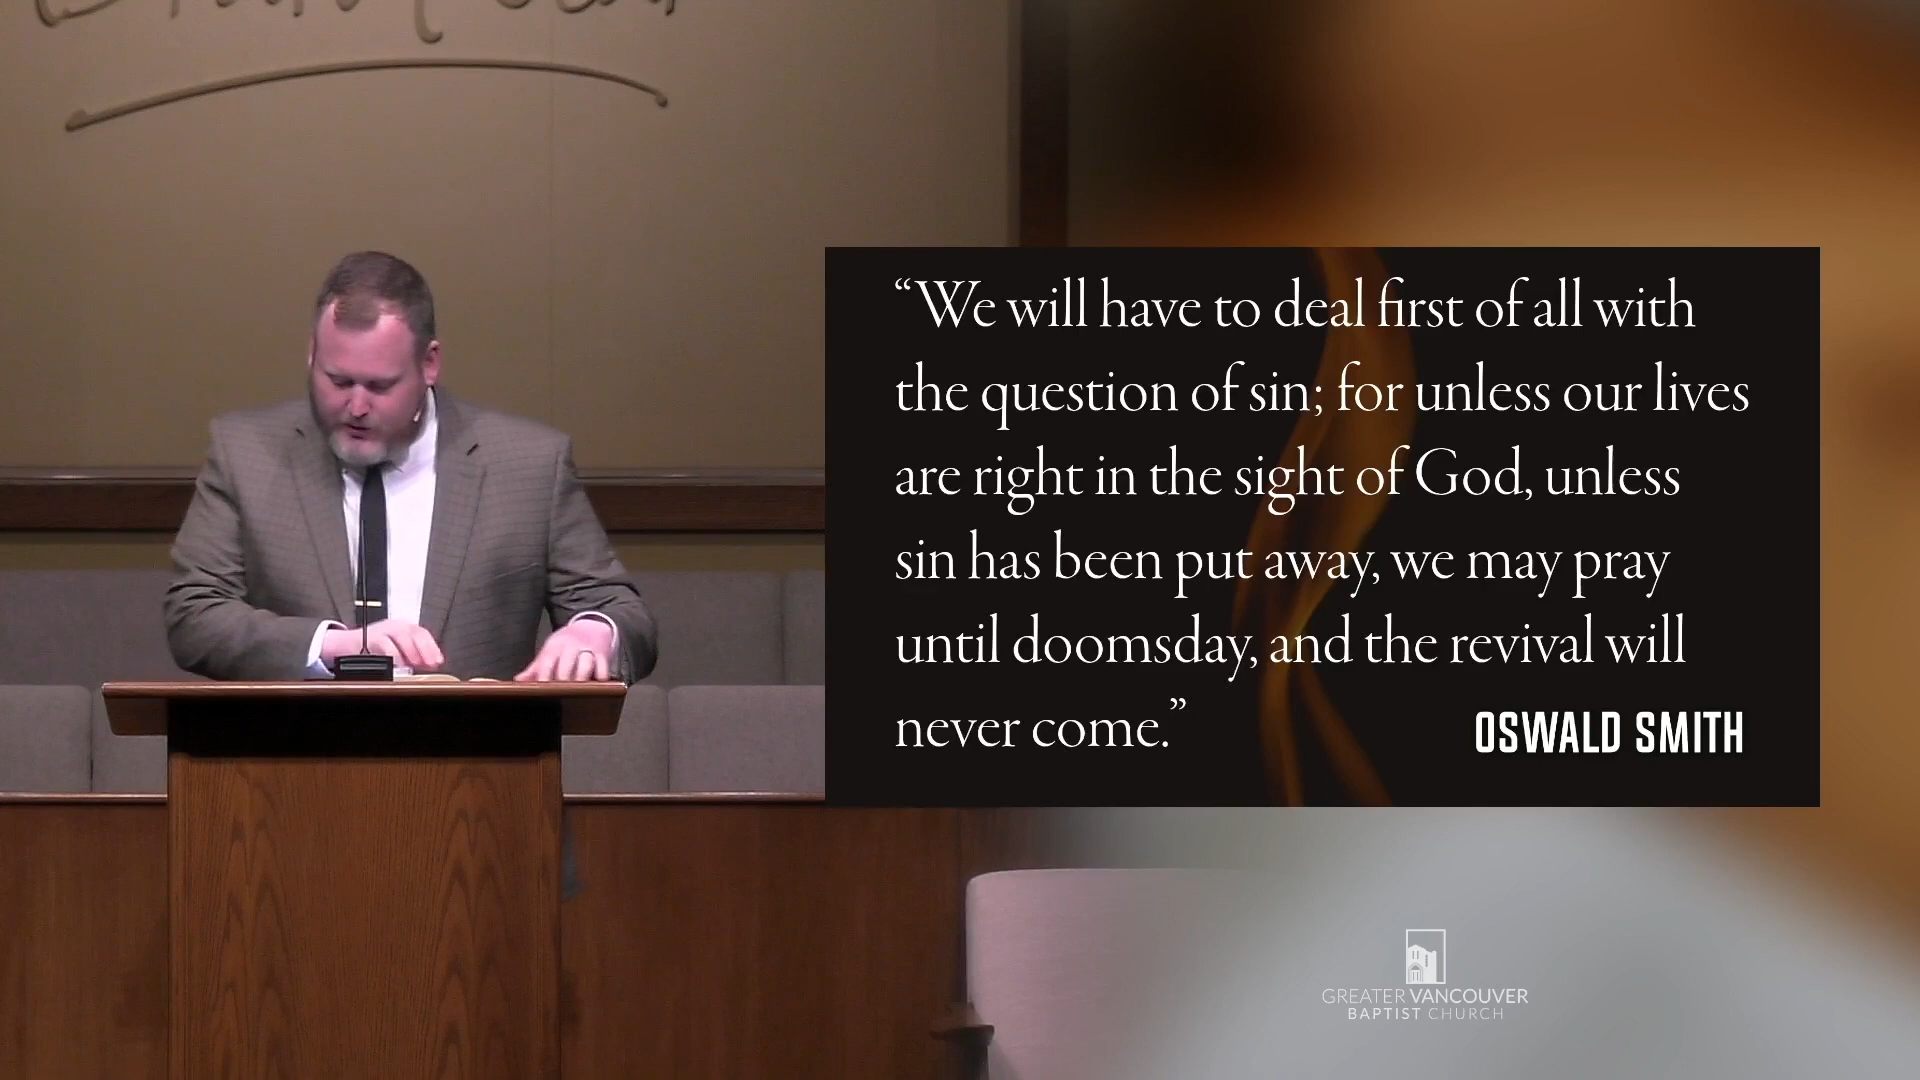 “We will have to deal first of all with
the question of sin; for unless our lives
are right in the sight of God, unless
sin has been put away, we may pray
until doomsday, and the revival will
never come.”
OSWALD SMITH
GREATER VANCOUVER
BAPTIST CHURCH